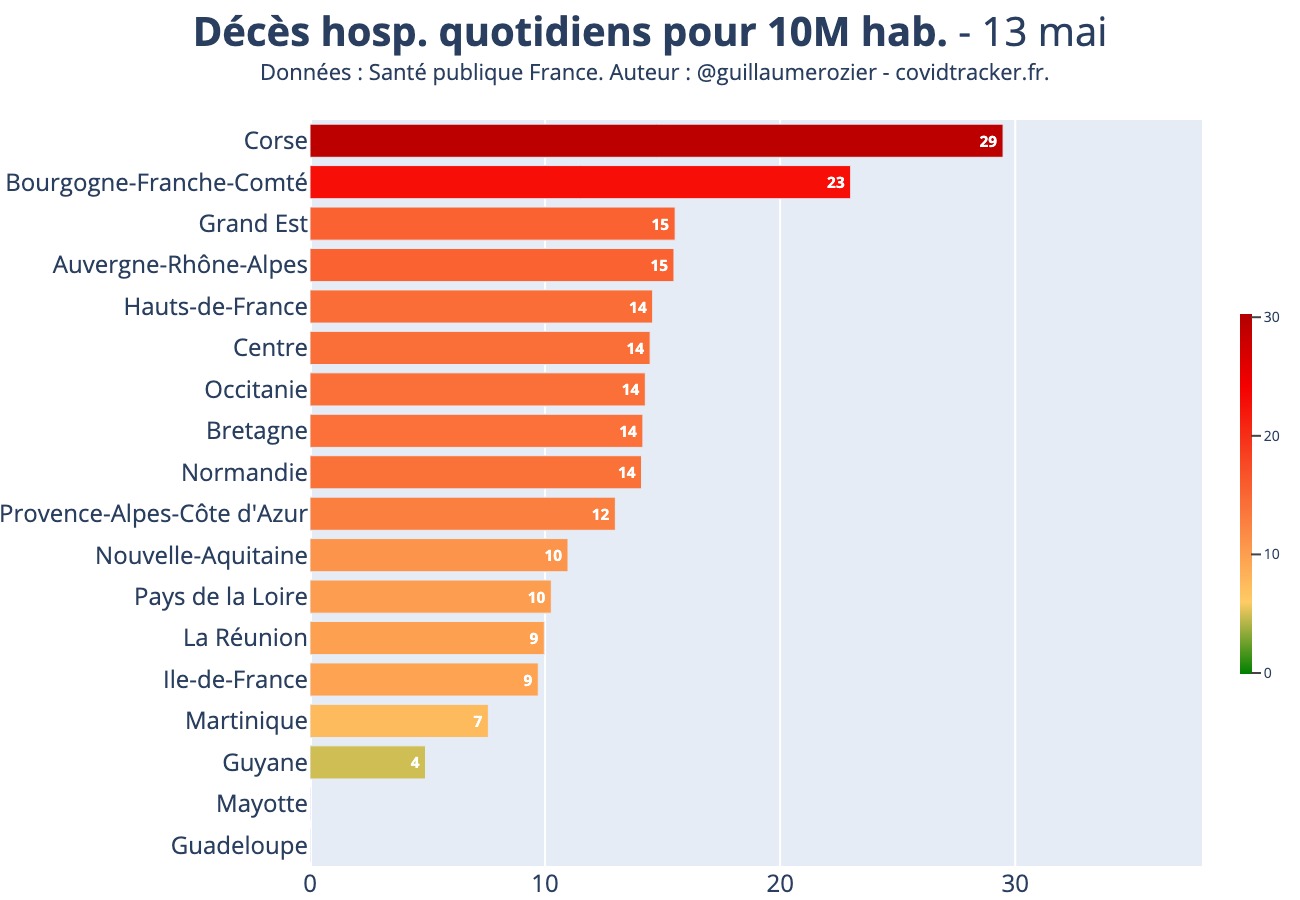 Décès hosp. quotidiens pour 10M hab. - 13 mai
Données : Santé publique France. Auteur : @guillaumerozier - covidtracker.fr.
Corse 29
Bourgogne-Franche-Comté 23
Grand Est 15
Auvergne-Rhône-Alpes 15
Hauts-de-France 14
Centre 14
Occitanie 14
Bretagne 14
Normandie 14
Provence-Alpes-Côte d'Azur 12
Nouvelle-Aquitaine 10
Pays de la Loire 10
La Réunion 9
Ile-de-France 9
Martinique 7
Guyane 4
Mayotte
Guadeloupe
0 10 20 30
30
20
10
0